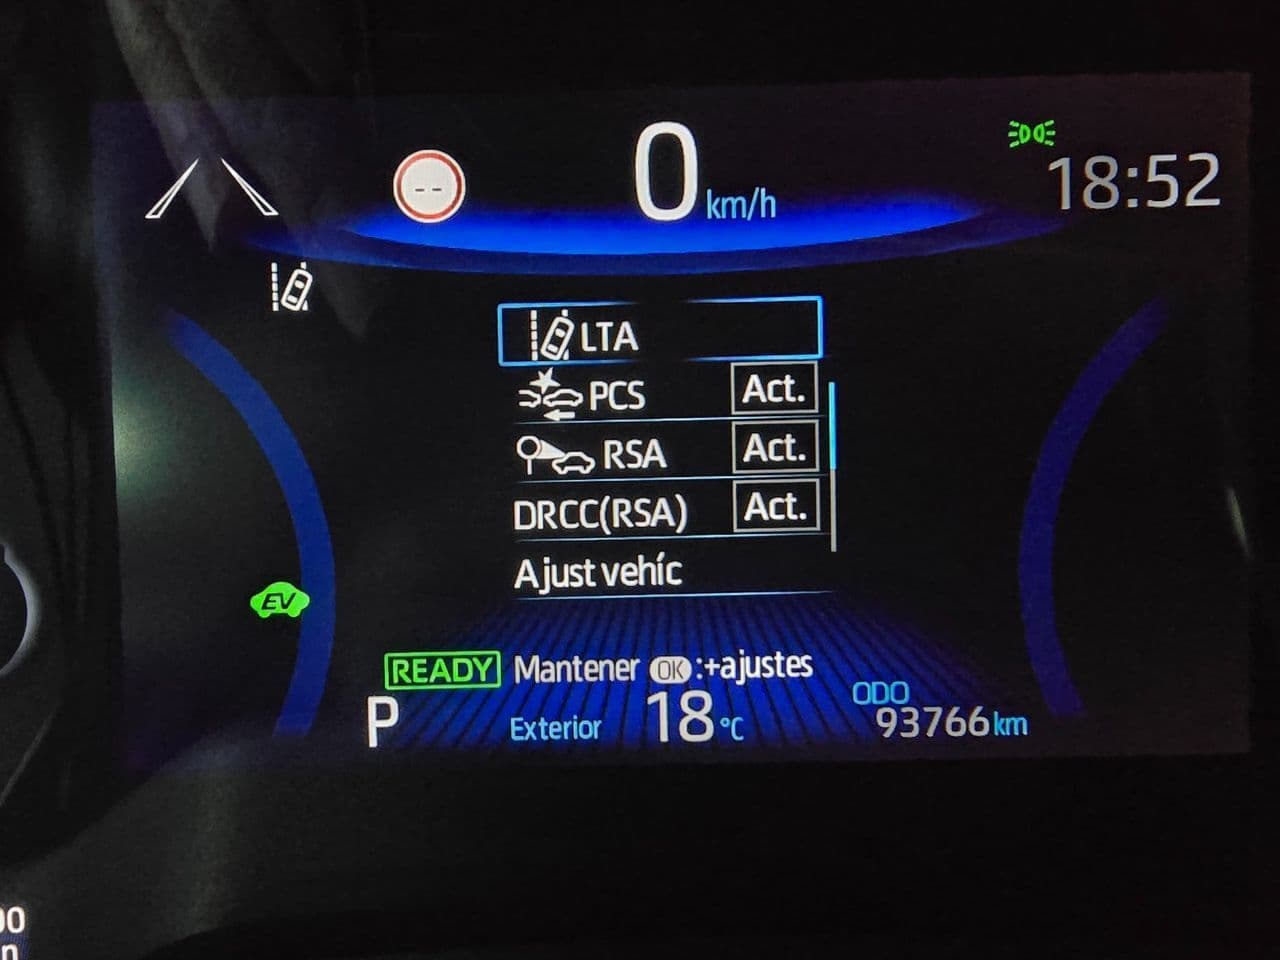 0 km/h
18:52
--
LTA
PCS Act.
RSA Act.
DRCC(RSA) Act.
Ajust vehíc
EV
READY Mantener OK :+ajustes
P
Exterior 18 °C
ODO
93766 km